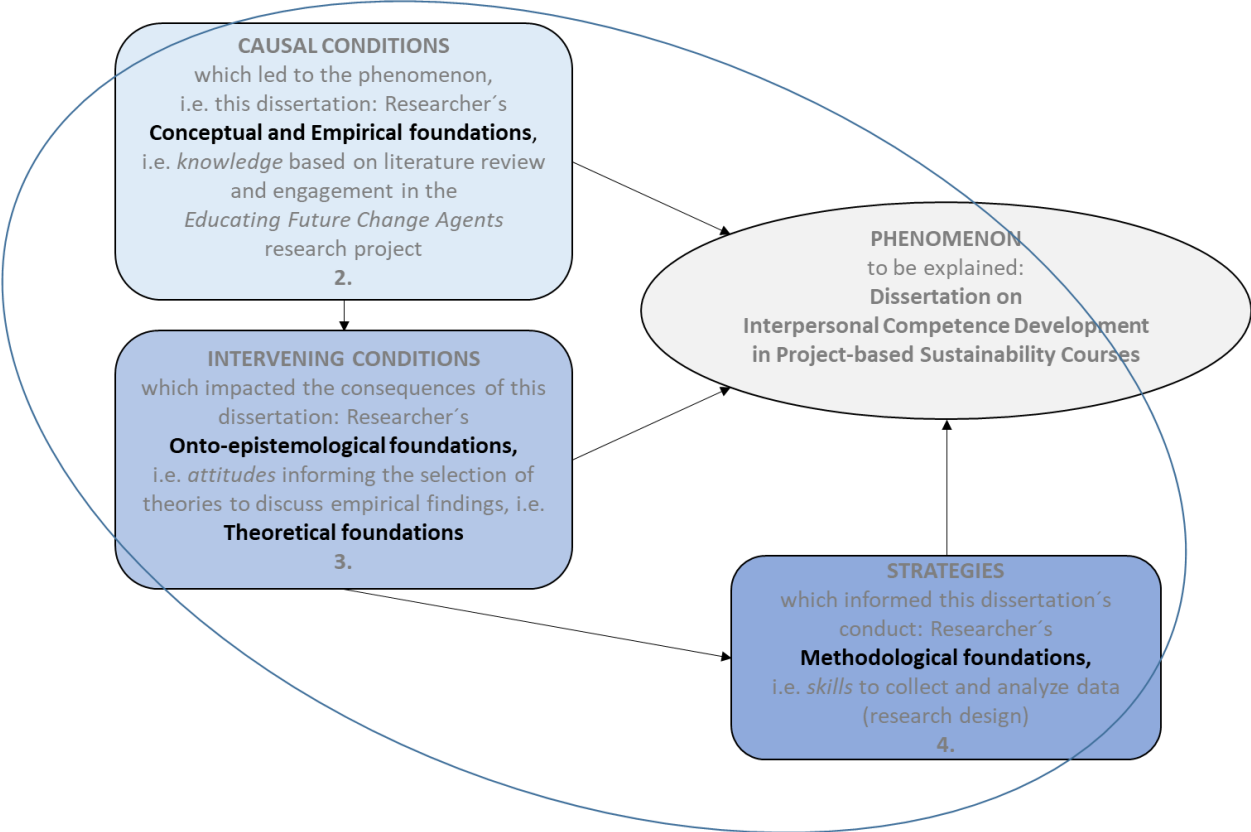 CAUSAL CONDITIONS
which led to the phenomenon,
i.e. this dissertation: Researcher´s
Conceptual and Empirical foundations,
i.e. knowledge based on literature review
and engagement in the
Educating Future Change Agents
research project
2.
PHENOMENON
to be explained:
Dissertation on
Interpersonal Competence Development
in Project-based Sustainability Courses
INTERVENING CONDITIONS
which impacted the consequences of this
dissertation: Researcher´s
Onto-epistemological foundations,
i.e. attitudes informing the selection of
theories to discuss empirical findings, i.e.
Theoretical foundations
3.
STRATEGIES
which informed this dissertation´s
conduct: Researcher´s
Methodological foundations,
i.e. skills to collect and analyze data
(research design)
4.